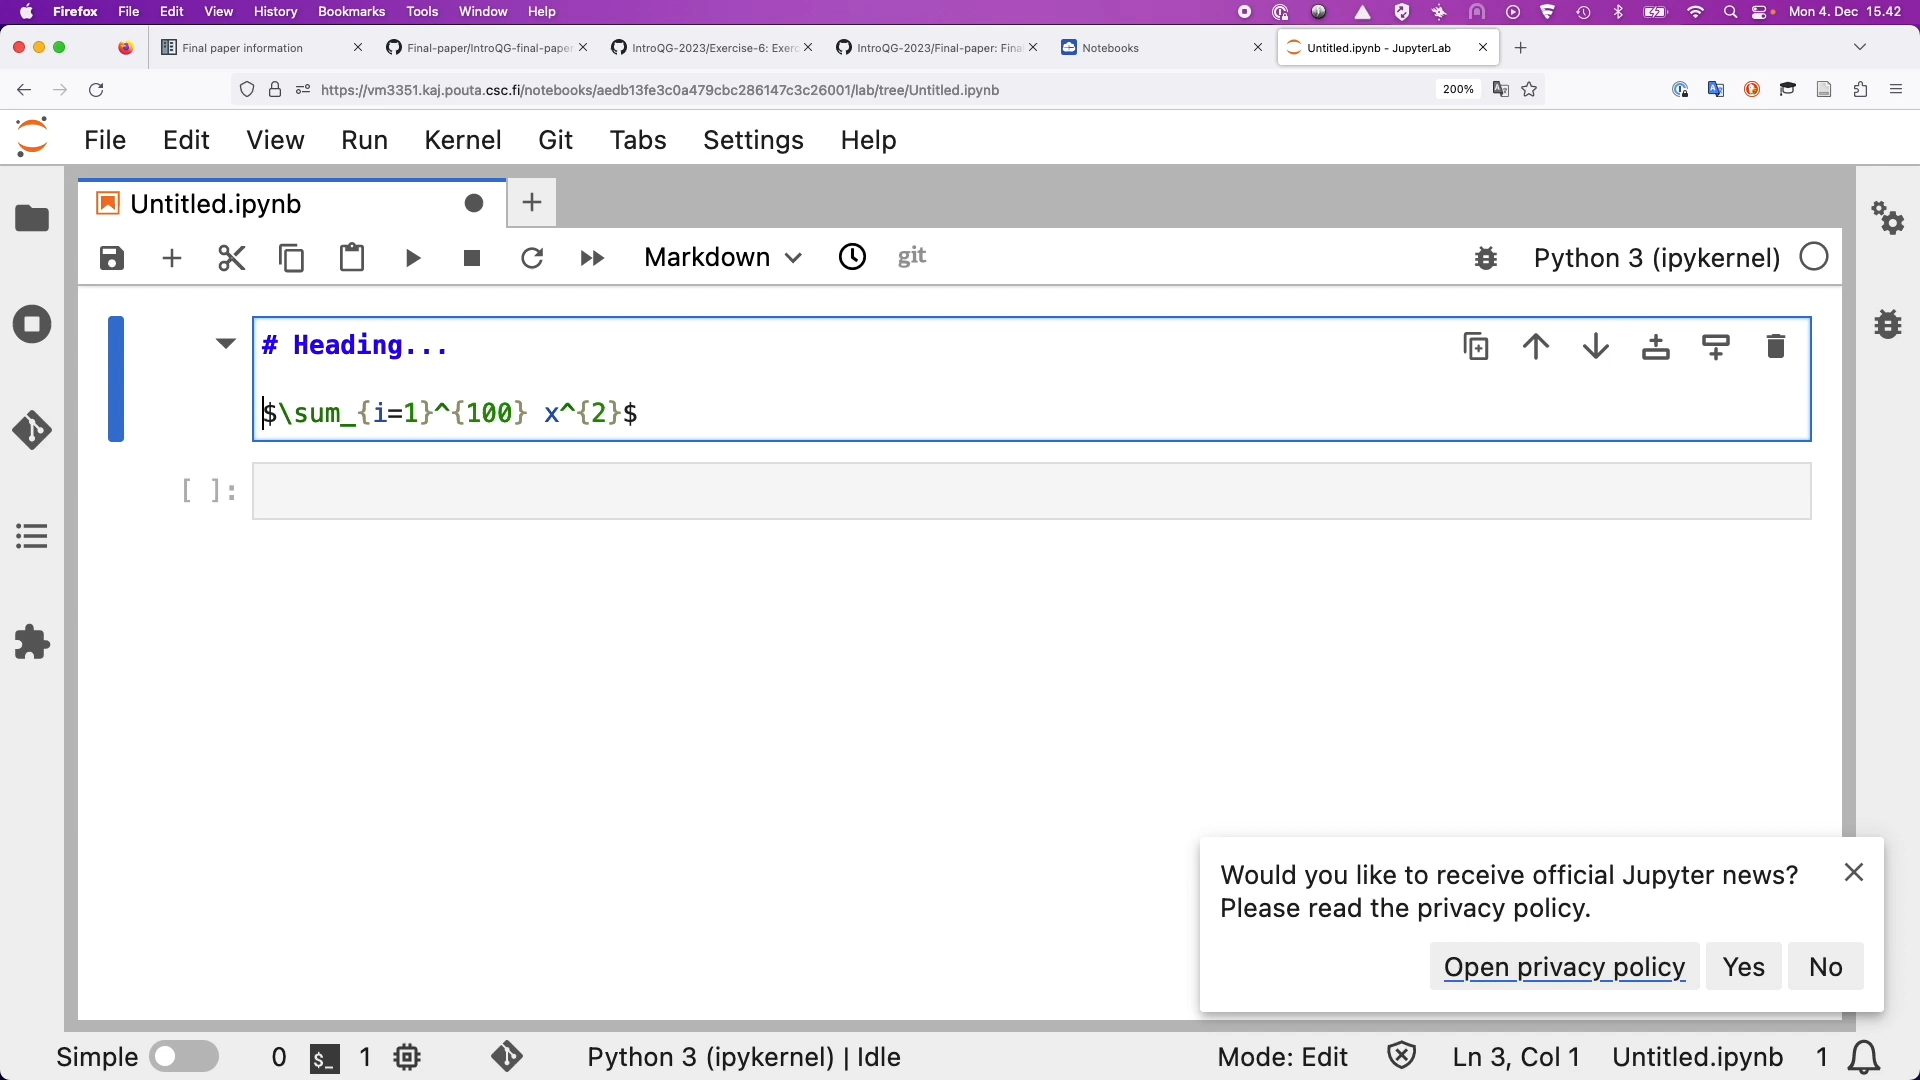 Firefox File Edit View History Bookmarks Tools Window Help Mon 4. Dec 15.42
Final paper information Final-paper/IntroQG-final-paper IntroQG-2023/Exercise-6: Exerc IntroQG-2023/Final-paper: Fina Notebooks Untitled.ipynb - JupyterLab
https://vm3351.kaj.pouta.csc.fi/notebooks/aedb13fe3c0a479cbc286147c3c26001/lab/tree/Untitled.ipynb 200%
File Edit View Run Kernel Git Tabs Settings Help
Untitled.ipynb
Markdown git Python 3 (ipykernel)
# Heading...
$\sum_{i=1}^{100} x^{2}$
[ ]:
Would you like to receive official Jupyter news?
Please read the privacy policy.
Open privacy policy Yes No
Simple 0 $_ 1 Python 3 (ipykernel) | Idle Mode: Edit Ln 3, Col 1 Untitled.ipynb 1